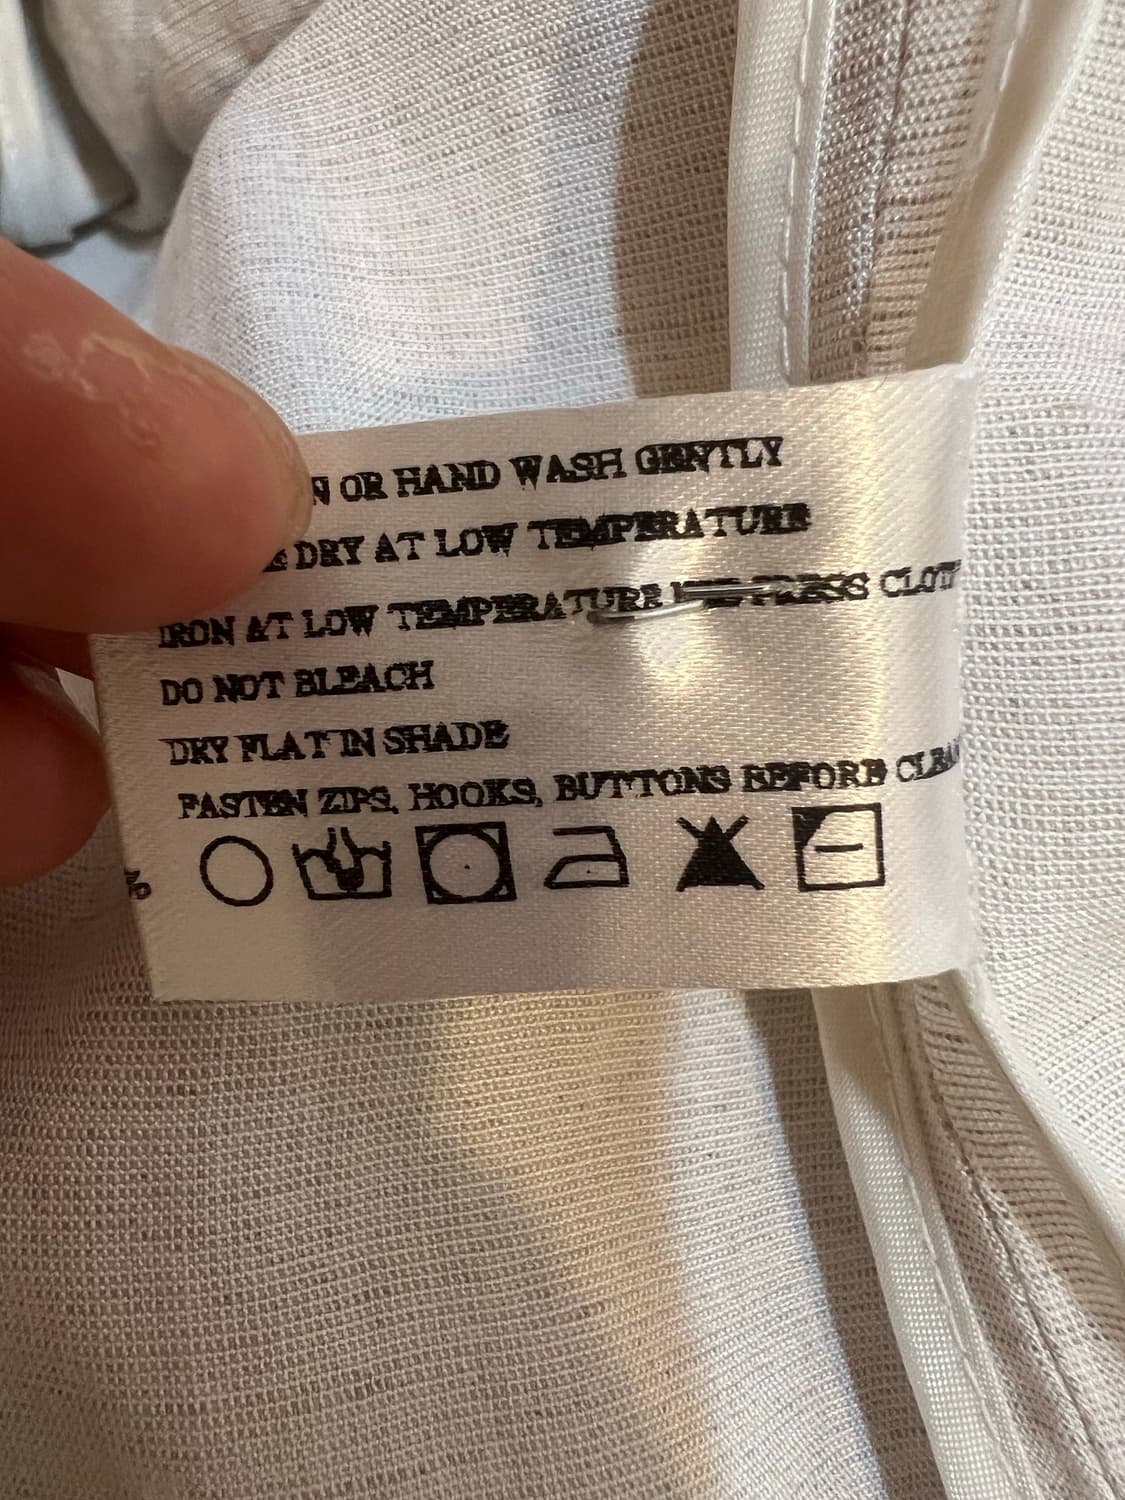 OR HAND WASH GENTLY
DRY AT LOW TEMPERATURE
IRON AT LOW TEMPERATURE PRESS
DO NOT BLEACH
DRY FLAT IN SHADE
FASTEN ZIPS, HOOKS, BUTTONS BEFORE